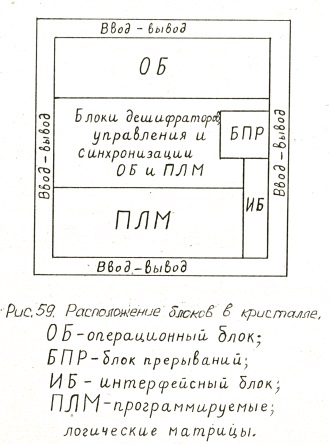 Ввод-вывод
ОБ
Ввод-вывод
Ввод-вывод
Блоки дешифраторов,
управления и
синхронизации
ОБ и ПЛМ
БПР
ИБ
ПЛМ
Ввод-вывод
Рис.59. Расположение блоков в кристалле,
ОБ-операционный блок;
БПР-блок прерываний;
ИБ-интерфейсный блок;
ПЛМ-программируемые;
логические матрицы.